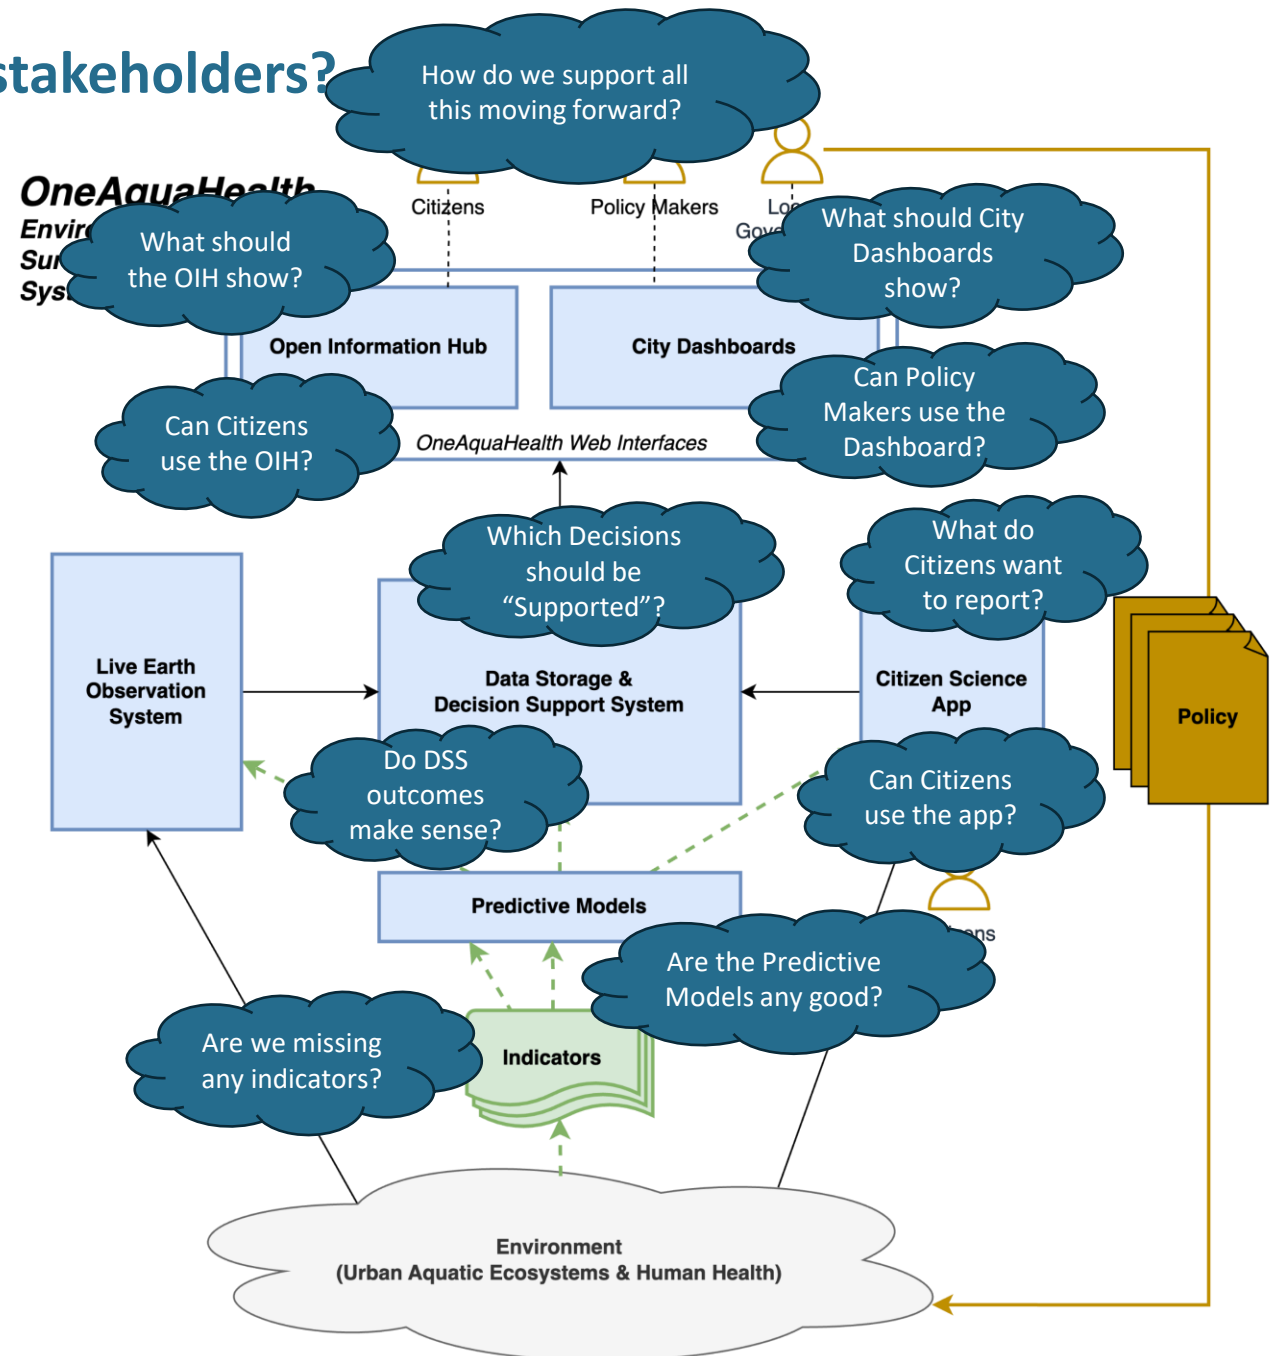 stakeholders?
How do we support all
this moving forward?
OneAquaHealth
Citizens
Policy Makers
What should
the OIH show?
What should City
Dashboards
show?
Open Information Hub
City Dashboards
Can Citizens
use the OIH?
Can Policy
Makers use the
Dashboard?
OneAquaHealth Web Interfaces
Which Decisions
should be
“Supported”?
What do
Citizens want
to report?
Live Earth
Observation
System
Data Storage &
Decision Support System
Citizen Science
App
Policy
Do DSS
outcomes
make sense?
Can Citizens
use the app?
Predictive Models
Are the Predictive
Models any good?
Are we missing
any indicators?
Indicators
Environment
(Urban Aquatic Ecosystems & Human Health)